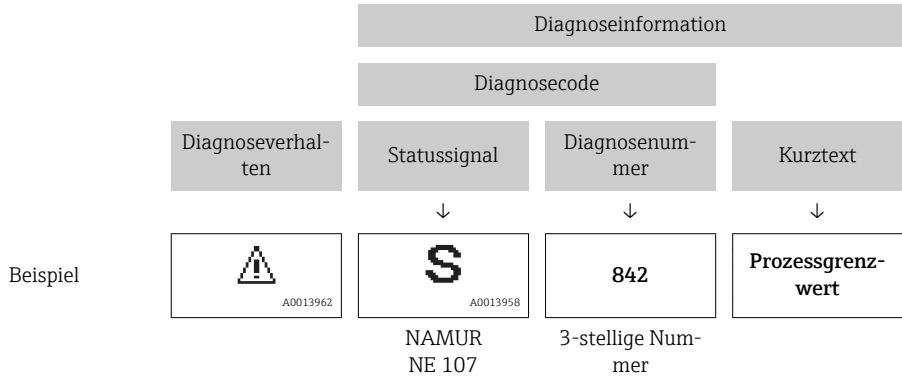 Diagnoseinformation
Diagnosecode
Diagnoseverhal-
ten
Statussignal
Diagnosenum-
mer
Kurztext
↓ ↓ ↓
Beispiel
A0013962
S
A0013958
842
Prozessgrenz-
wert
NAMUR
NE 107
3-stellige Num-
mer